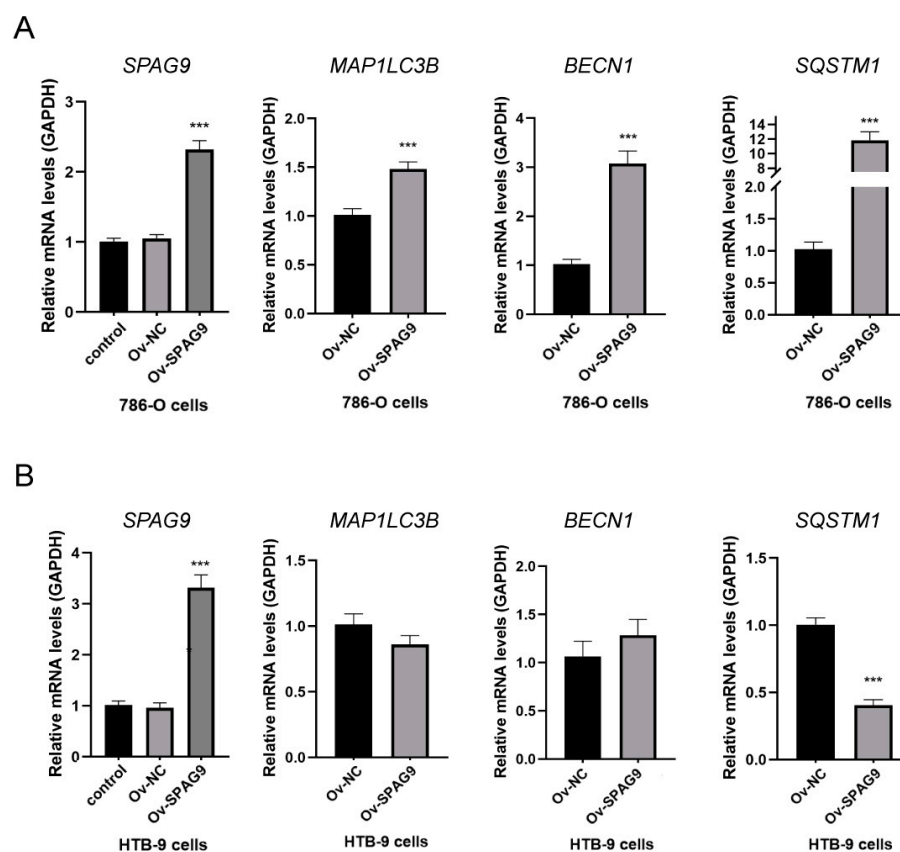 A
SPAG9
MAP1LC3B
BECN1
SQSTM1
Relative mRNA levels (GAPDH)
3
2
1
0
***
control
Ov-NC
Ov-SPAG9
786-O cells
Relative mRNA levels (GAPDH)
2.0
1.5
1.0
0.5
0.0
***
Ov-NC
Ov-SPAG9
786-O cells
Relative mRNA levels (GAPDH)
4
3
2
1
0
***
Ov-NC
Ov-SPAG9
786-O cells
Relative mRNA levels (GAPDH)
14
12
10
8
2.0
1.5
1.0
0.5
0.0
***
Ov-NC
Ov-SPAG9
786-O cells
B
SPAG9
MAP1LC3B
BECN1
SQSTM1
Relative mRNA levels (GAPDH)
4
3
2
1
0
***
control
Ov-NC
Ov-SPAG9
HTB-9 cells
Relative mRNA levels (GAPDH)
1.5
1.0
0.5
0.0
Ov-NC
Ov-SPAG9
HTB-9 cells
Relative mRNA levels (GAPDH)
2.0
1.5
1.0
0.5
0.0
Ov-NC
Ov-SPAG9
HTB-9 cells
Relative mRNA levels (GAPDH)
1.5
1.0
0.5
0.0
***
Ov-NC
Ov-SPAG9
HTB-9 cells